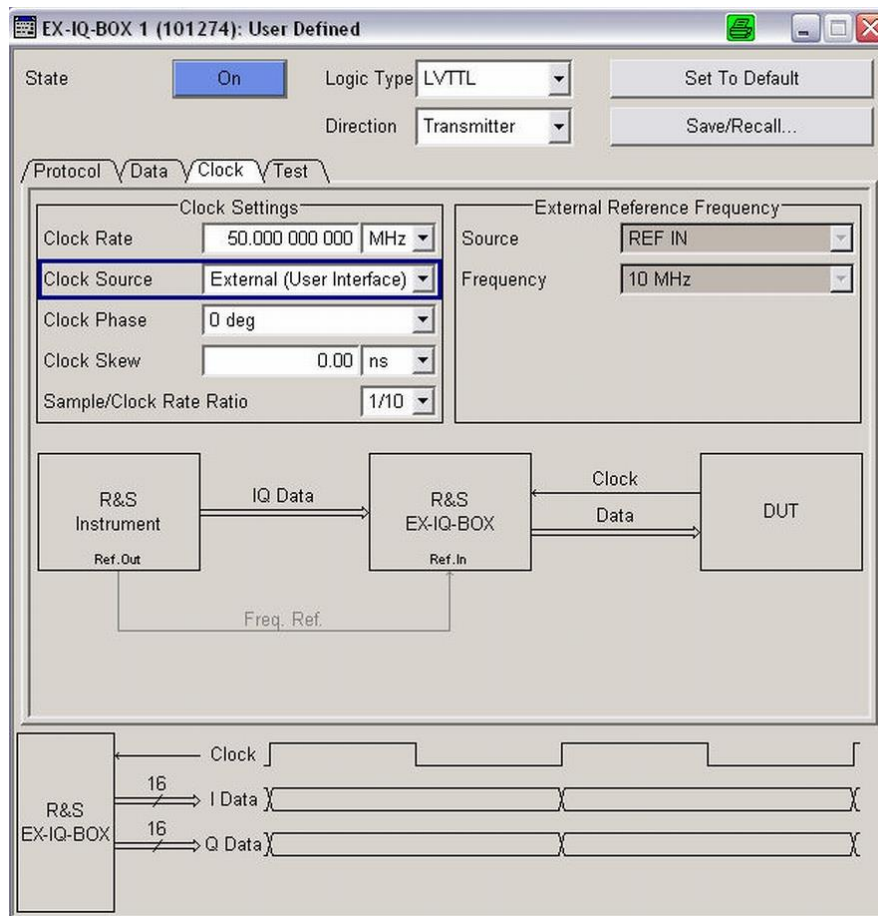 EX-IQ-BOX 1 (101274): User Defined
State On Logic Type LVTTL Set To Default
Direction Transmitter Save/Recall...
Protocol Data Clock Test
Clock Settings
Clock Rate 50.000 000 000 MHz
Clock Source External (User Interface)
Clock Phase 0 deg
Clock Skew 0.00 ns
Sample/Clock Rate Ratio 1/10
External Reference Frequency
Source REF IN
Frequency 10 MHz
R&S
Instrument
Ref.Out
IQ Data
R&S
EX-IQ-BOX
Ref.In
Clock
Data
DUT
Freq. Ref.
R&S
EX-IQ-BOX
Clock
16 I Data
16 Q Data